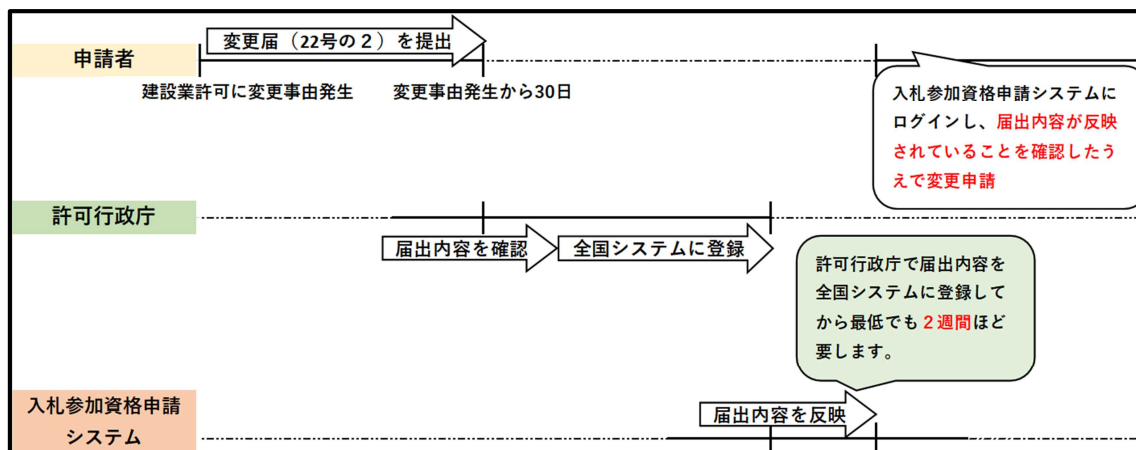 変更届（22号の２）を提出
申請者
建設業許可に変更事由発生
変更事由発生から30日
入札参加資格申請システムに
ログインし、届出内容が反映
されていることを確認したう
えで変更申請
許可行政庁
届出内容を確認
全国システムに登録
許可行政庁で届出内容を
全国システムに登録して
から最低でも２週間ほど
要します。
入札参加資格申請
システム
届出内容を反映